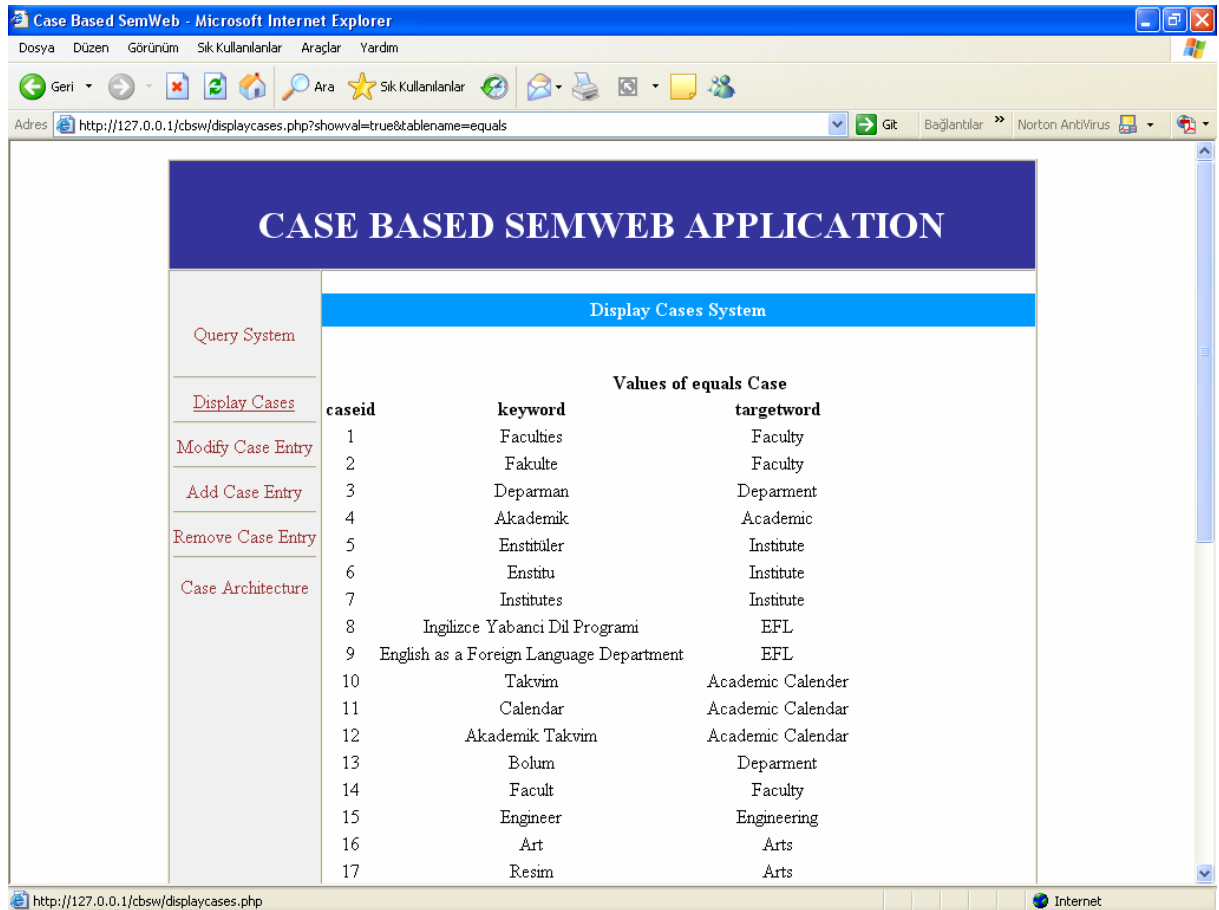 Case Based SemWeb - Microsoft Internet Explorer
Dosya Düzen Görünüm Sık Kullanılanlar Araçlar Yardım
Geri Ara Sık Kullanılanlar
Adres http://127.0.0.1/cbsw/displaycases.php?showval=true&tablename=equals Git Bağlantılar » Norton AntiVirus
CASE BASED SEMWEB APPLICATION
Display Cases System
Query System
Display Cases
Modify Case Entry
Add Case Entry
Remove Case Entry
Case Architecture
Values of equals Case
caseid keyword targetword
1 Faculties Faculty
2 Fakulte Faculty
3 Deparman Deparment
4 Akademik Academic
5 Enstitüler Institute
6 Enstitu Institute
7 Institutes Institute
8 Ingilizce Yabanci Dil Programi EFL
9 English as a Foreign Language Department EFL
10 Takvim Academic Calender
11 Calendar Academic Calendar
12 Akademik Takvim Academic Calendar
13 Bolum Deparment
14 Facult Faculty
15 Engineer Engineering
16 Art Arts
17 Resim Arts
http://127.0.0.1/cbsw/displaycases.php Internet